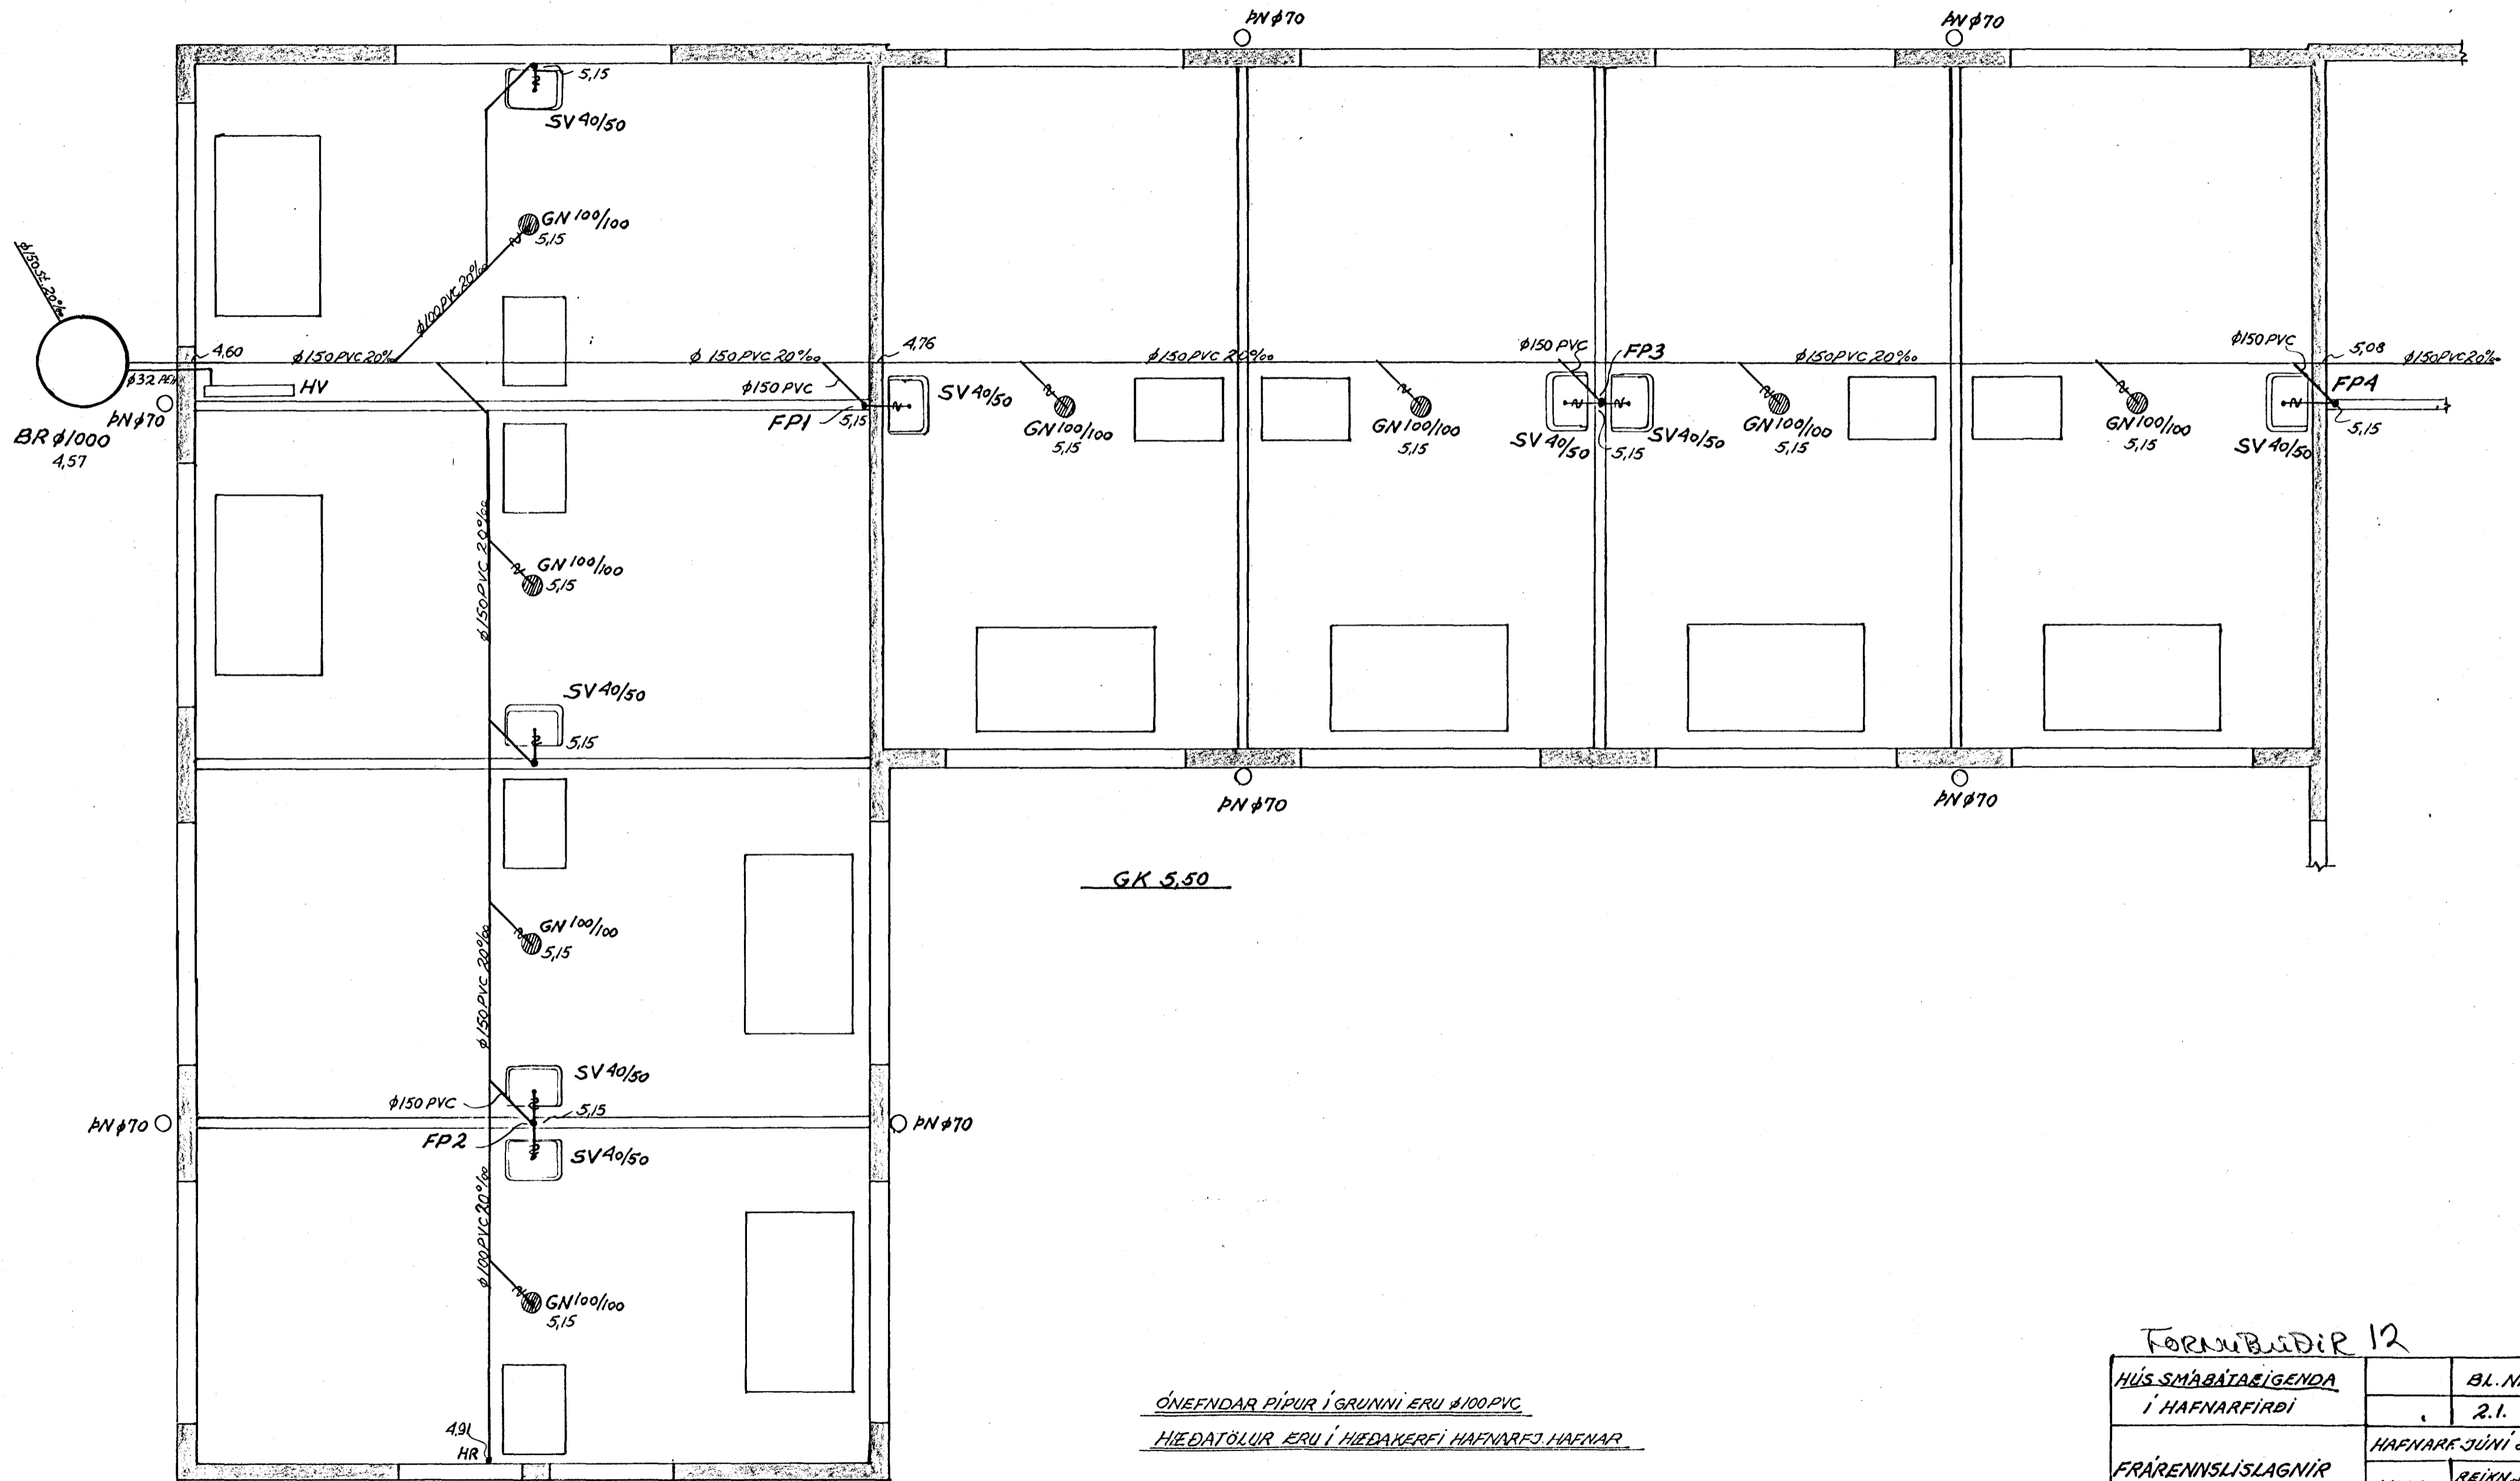 ÞN ϕ70
ÞN ϕ70
5,15
SV 40/50
GN 100/100
5,15
ϕ150 St. 20‰
ϕ100 PVC 20‰
4,60
ϕ150 PVC 20‰
ϕ 150 PVC 20‰
4,76
ϕ150 PVC 20‰
ϕ150 PVC
FP3
ϕ150 PVC 20‰
ϕ150 PVC
5,08
ϕ150 PVC 20‰
ϕ32 PEH
HV
ϕ150 PVC
SV 40/50
FP4
ÞN ϕ70
FP1
5,15
GN 100/100
5,15
GN 100/100
5,15
SV 40/50
5,15
SV 40/50
GN 100/100
5,15
GN 100/100
5,15
SV 40/50
5,15
BR ϕ1000
4,57
ϕ150 PVC 20‰
GN 100/100
5,15
SV 40/50
5,15
ÞN ϕ70
ÞN ϕ70
GK 5,50
GN 100/100
5,15
ϕ150 PVC 20‰
SV 40/50
ϕ150 PVC
5,15
ÞN ϕ70
FP2
ÞN ϕ70
SV 40/50
ϕ100 PVC 20‰
GN 100/100
5,15
4,91
HR
ÓNEFNDAR PÍPUR Í GRUNNI ERU ϕ100 PVC
HÆÐATÖLUR ERU Í HÆÐAKERFI HAFNARFJ. HAFNAR
FORNUBÚÐIR 12
HÚS SMÁBÁTAEIGENDA
Í HAFNARFIRÐI
BL. N
2.1.
HAFNARF. JÚNÍ
FRÁRENNSLISLAGNIR
REIKN.